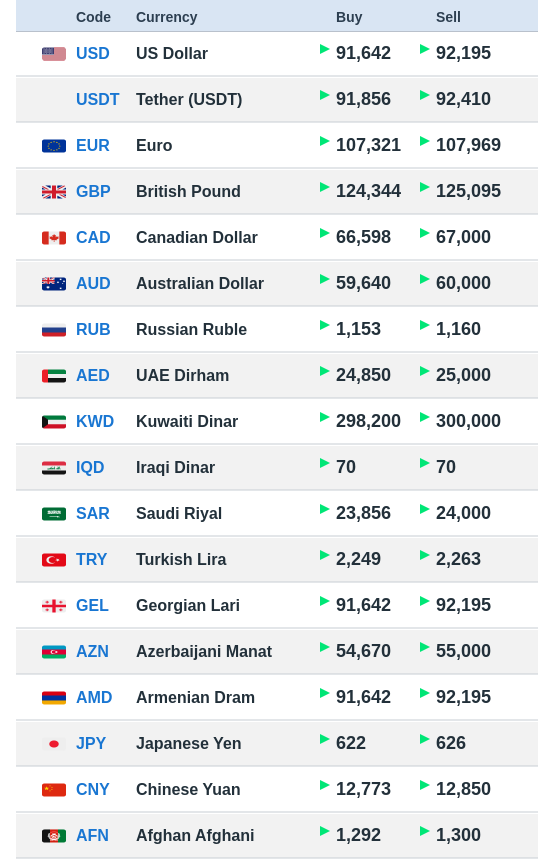 Code Currency Buy Sell
USD US Dollar 91,642 92,195
USDT Tether (USDT) 91,856 92,410
EUR Euro 107,321 107,969
GBP British Pound 124,344 125,095
CAD Canadian Dollar 66,598 67,000
AUD Australian Dollar 59,640 60,000
RUB Russian Ruble 1,153 1,160
AED UAE Dirham 24,850 25,000
KWD Kuwaiti Dinar 298,200 300,000
IQD Iraqi Dinar 70 70
SAR Saudi Riyal 23,856 24,000
TRY Turkish Lira 2,249 2,263
GEL Georgian Lari 91,642 92,195
AZN Azerbaijani Manat 54,670 55,000
AMD Armenian Dram 91,642 92,195
JPY Japanese Yen 622 626
CNY Chinese Yuan 12,773 12,850
AFN Afghan Afghani 1,292 1,300